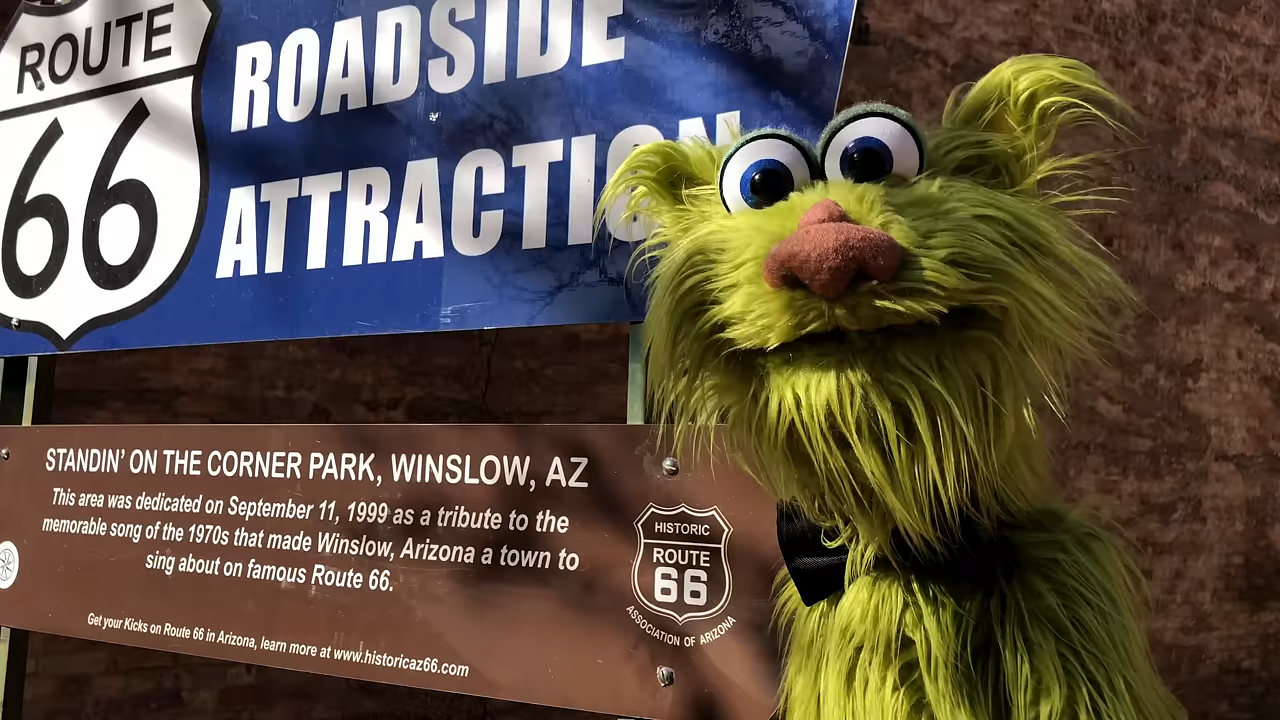 ROUTE
66
ROADSIDE
ATTRACTION
STANDIN' ON THE CORNER PARK, WINSLOW, AZ
This area was dedicated on September 11, 1999 as a tribute to the
memorable song of the 1970s that made Winslow, Arizona a town to
sing about on famous Route 66.
Get your Kicks on Route 66 in Arizona, learn more at www.historicaz66.com
HISTORIC
ROUTE
66
ASSOCIATION OF ARIZONA